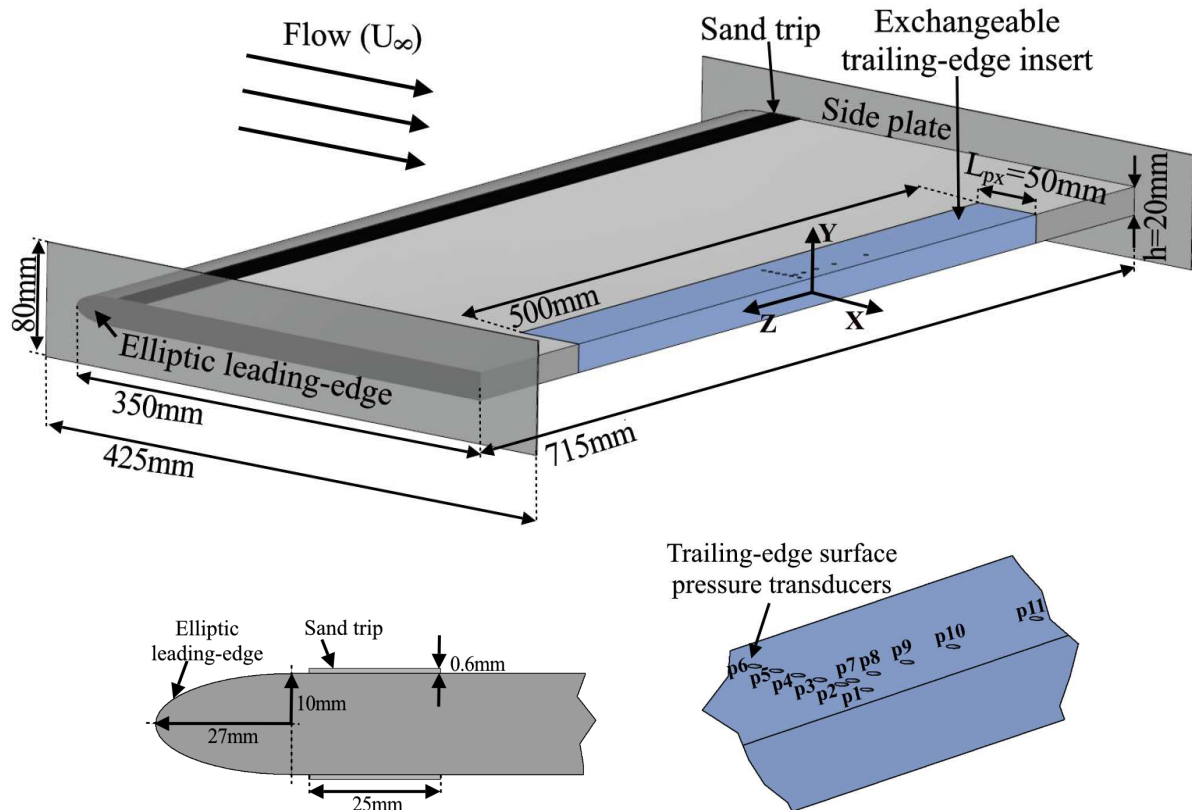 Flow (U∞)
Sand trip
Exchangeable
trailing-edge insert
Side plate
Lpx=50mm
h=20mm
Y
Z
X
500mm
80mm
Elliptic leading-edge
350mm
425mm
715mm
Elliptic
leading-edge
Sand trip
0.6mm
10mm
27mm
25mm
Trailing-edge surface
pressure transducers
p11
p10
p9
p8
p7
p6
p5
p4
p3
p2
p1